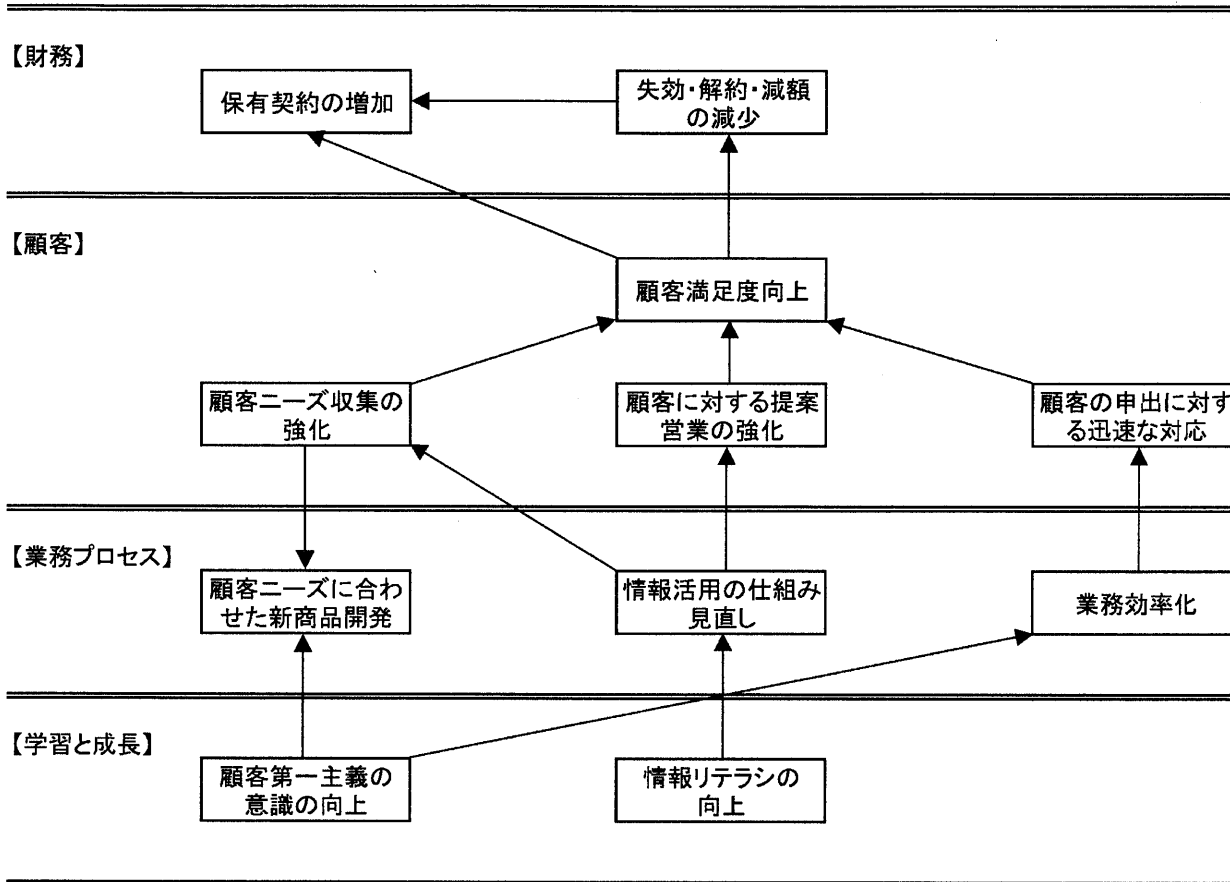 【財務】
保有契約の増加
失効・解約・減額
の減少
【顧客】
顧客満足度向上
顧客ニーズ収集の
強化
顧客に対する提案
営業の強化
顧客の申出に対す
る迅速な対応
【業務プロセス】
顧客ニーズに合わ
せた新商品開発
情報活用の仕組み
見直し
業務効率化
【学習と成長】
顧客第一主義の
意識の向上
情報リテラシの
向上